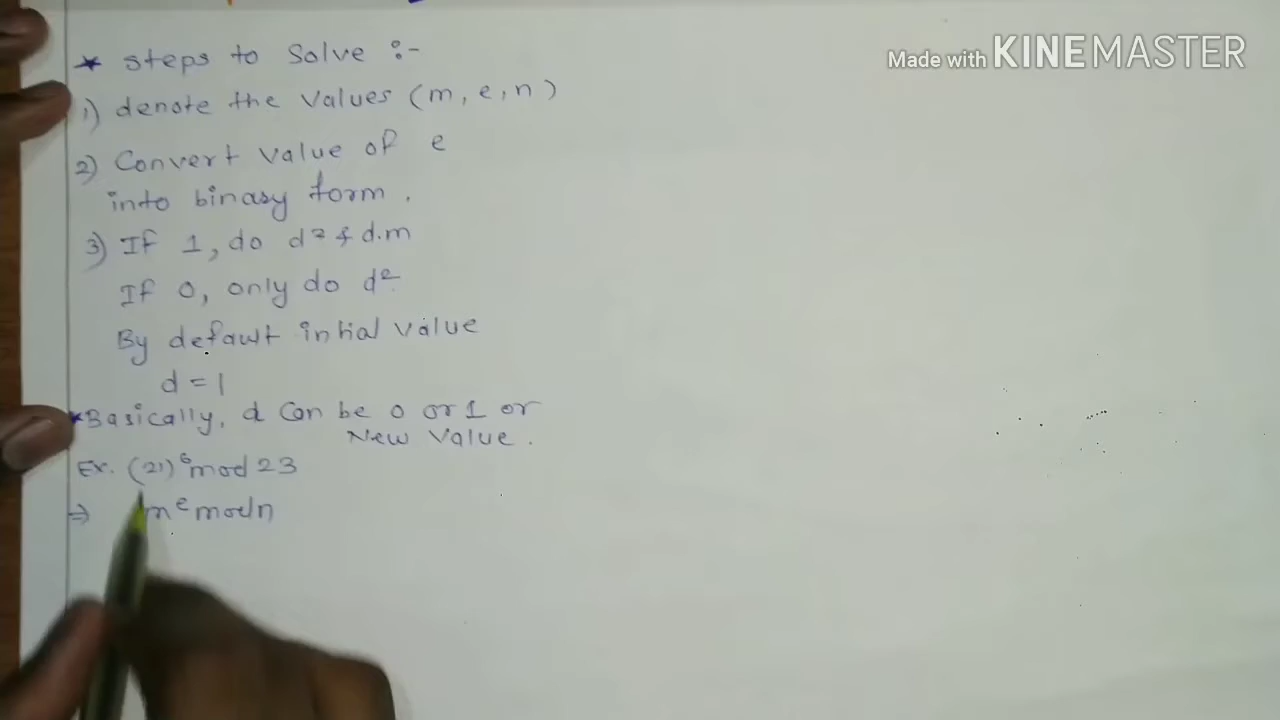 Made with KINEMASTER
* steps to solve :-
1) denote the values (m, e, n)
2) Convert value of e
into binary form.
3) If 1, do d² & d.m
If 0, only do d²
By default intial value
d = 1
*Basically, d can be 0 or 1 or
New value.
Ex. (21)⁸ mod 23
⇒ mᵉ mod n